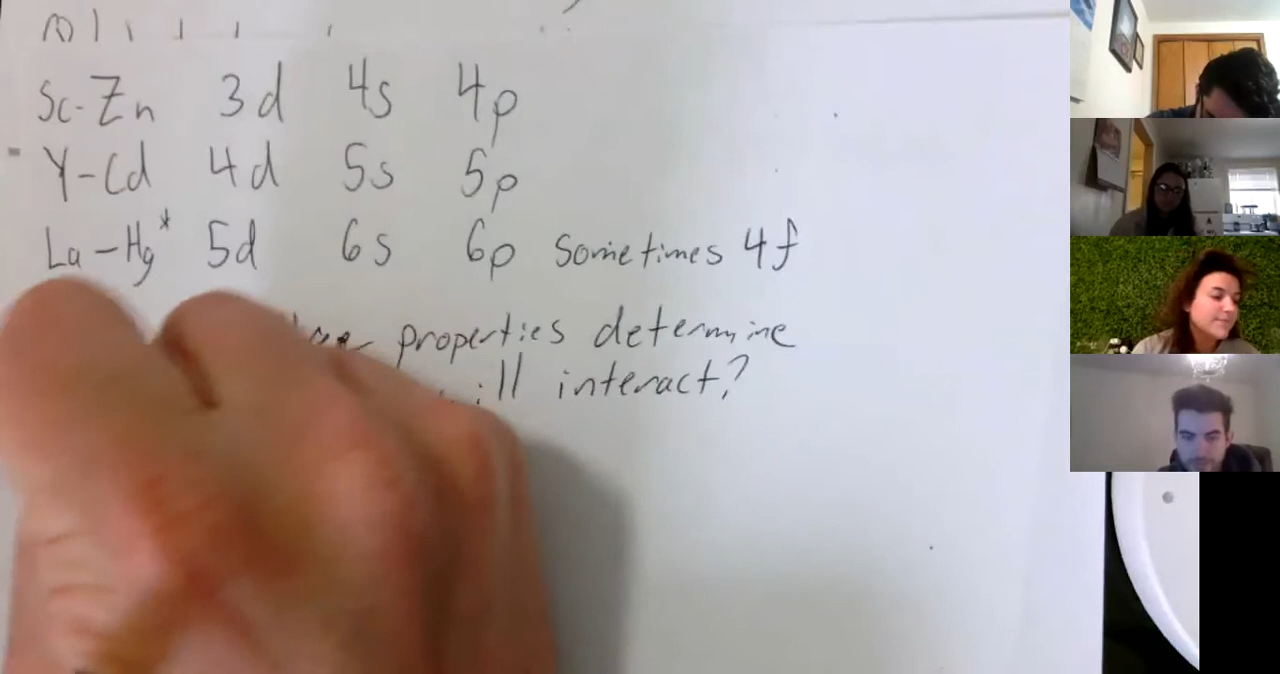 Sc-Zn 3d 4s 4p
Y-Cd 4d 5s 5p
La-Hg* 5d 6s 6p Sometimes 4f
properties determine
interact?